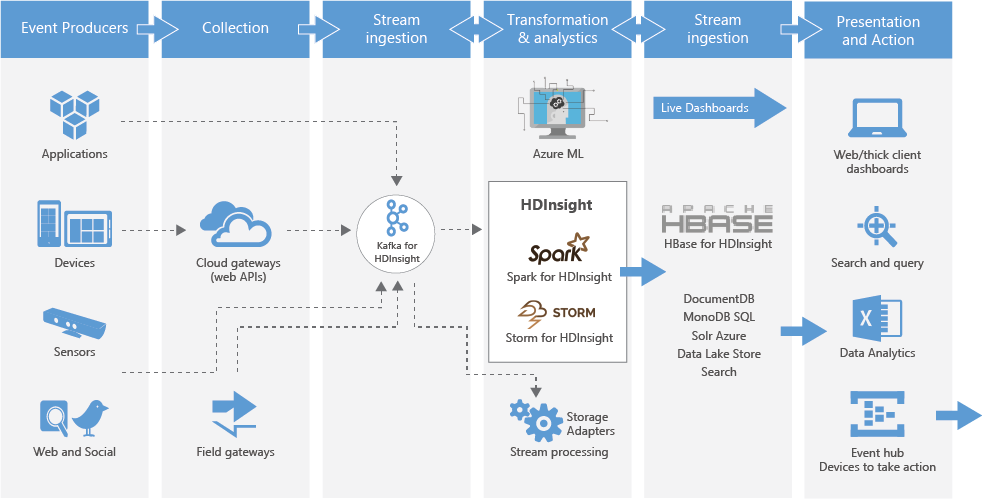 Event Producers
Collection
Stream
ingestion
Transformation
& analystics
Stream
ingestion
Presentation
and Action
Applications
Devices
Sensors
Web and Social
Cloud gateways
(web APIs)
Field gateways
Kafka for
HDInsight
Azure ML
HDInsight
Spark
Spark for HDInsight
STORM
Storm for HDInsight
Storage
Adapters
Stream processing
Live Dashboards
APACHE
HBASE
HBase for HDInsight
DocumentDB
MonoDB SQL
Solr Azure
Data Lake Store
Search
Web/thick client
dashboards
Search and query
X
Data Analytics
Event hub
Devices to take action